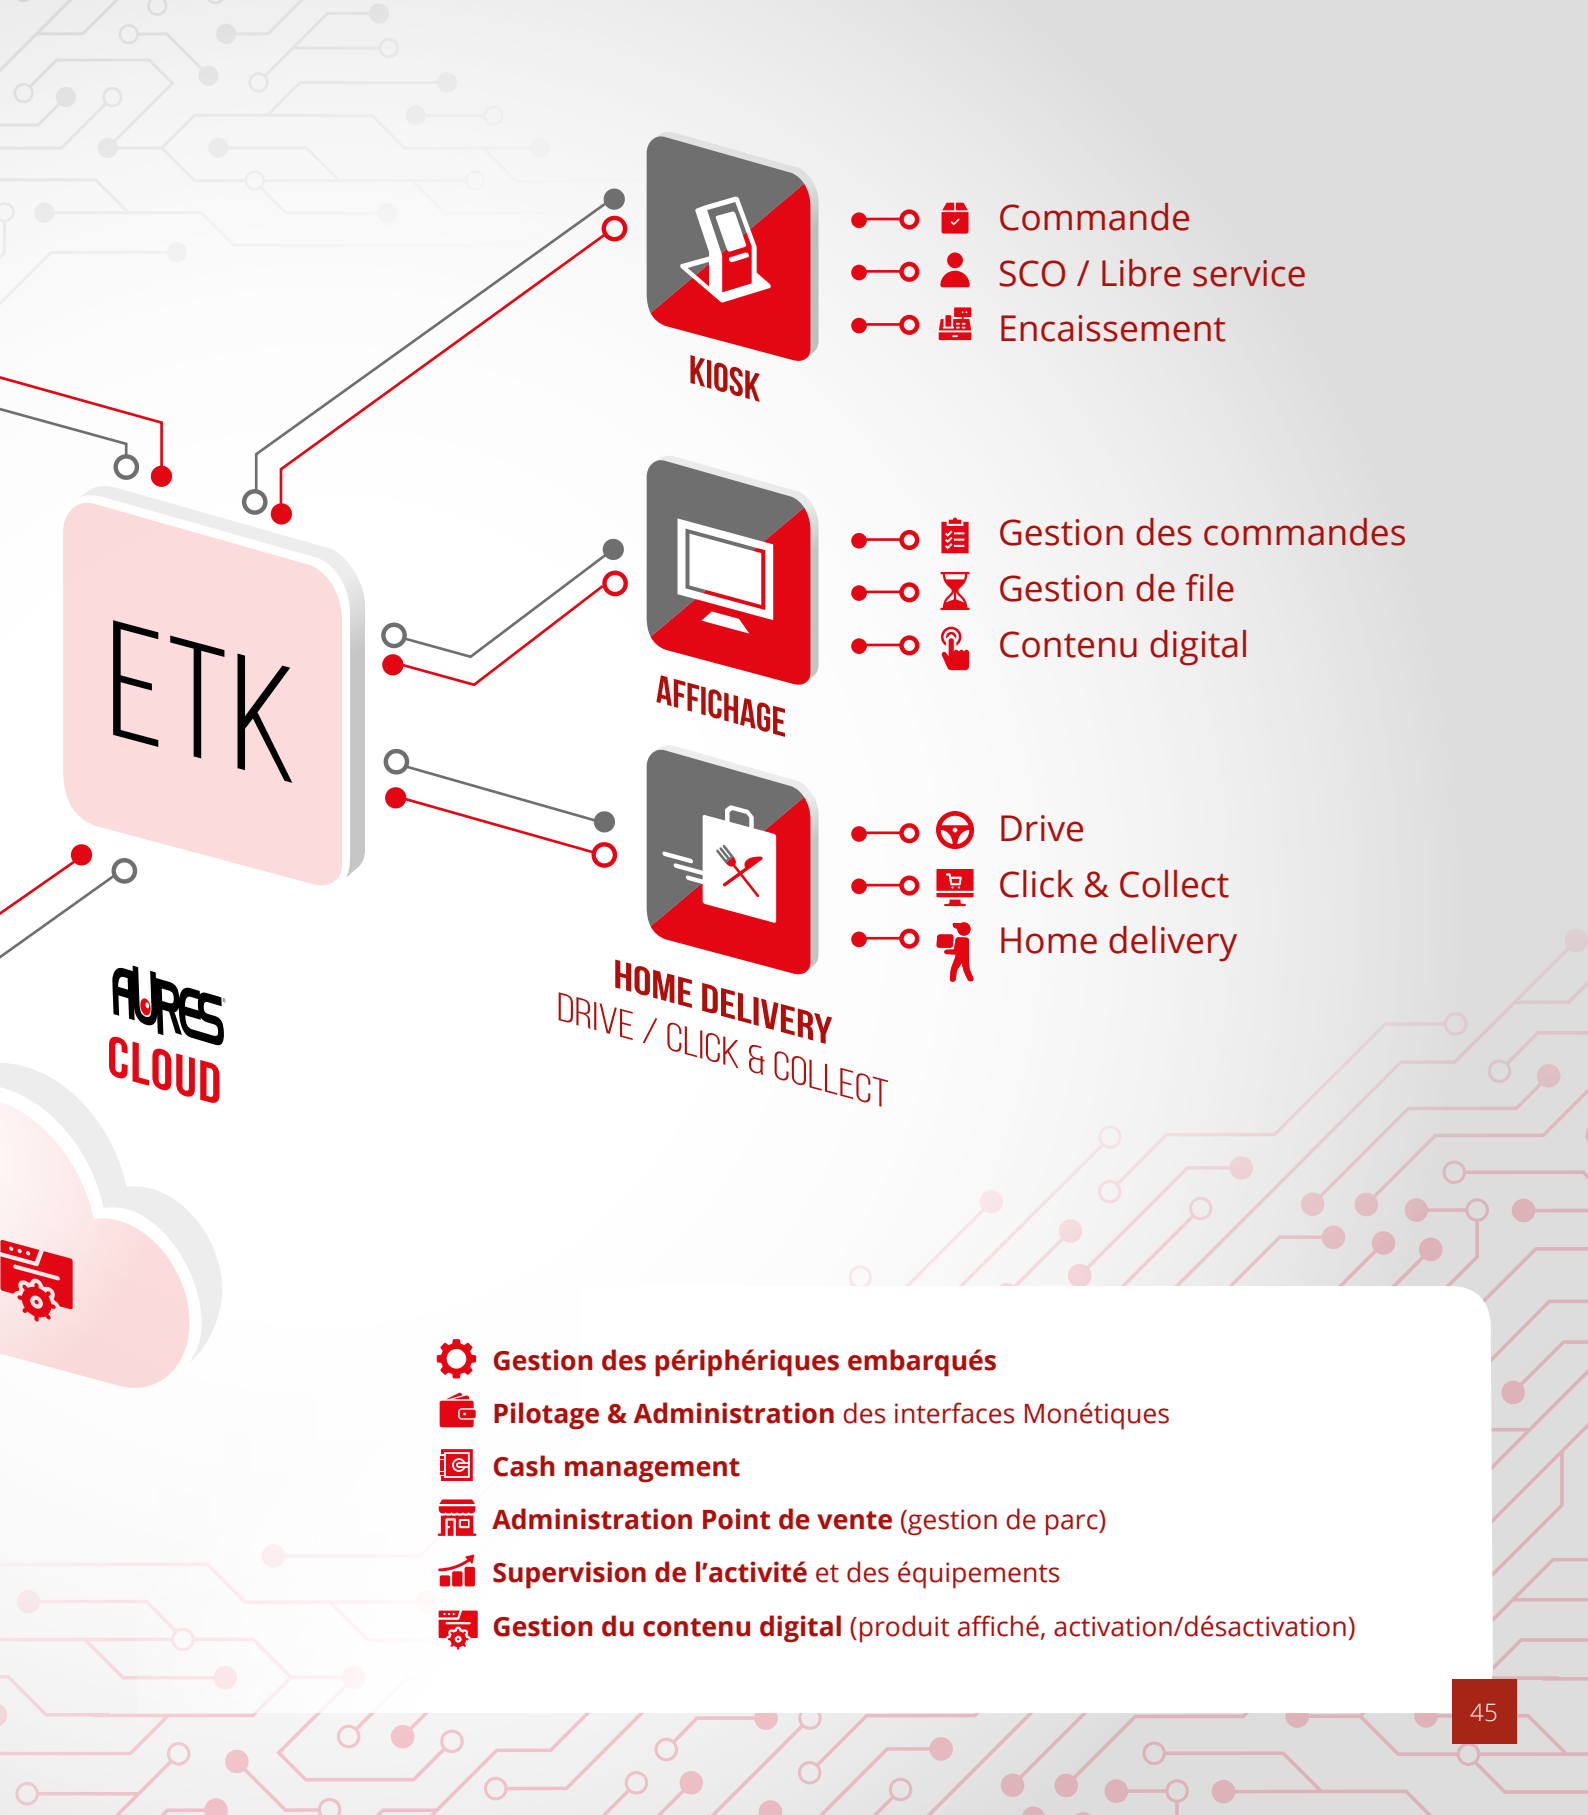 Commande
SCO / Libre service
Encaissement
KIOSK
Gestion des commandes
Gestion de file
Contenu digital
AFFICHAGE
ETK
Drive
Click & Collect
Home delivery
HOME DELIVERY
DRIVE / CLICK & COLLECT
AURES
CLOUD
Gestion des périphériques embarqués
Pilotage & Administration des interfaces Monétiques
Cash management
Administration Point de vente (gestion de parc)
Supervision de l’activité et des équipements
Gestion du contenu digital (produit affiché, activation/désactivation)
45